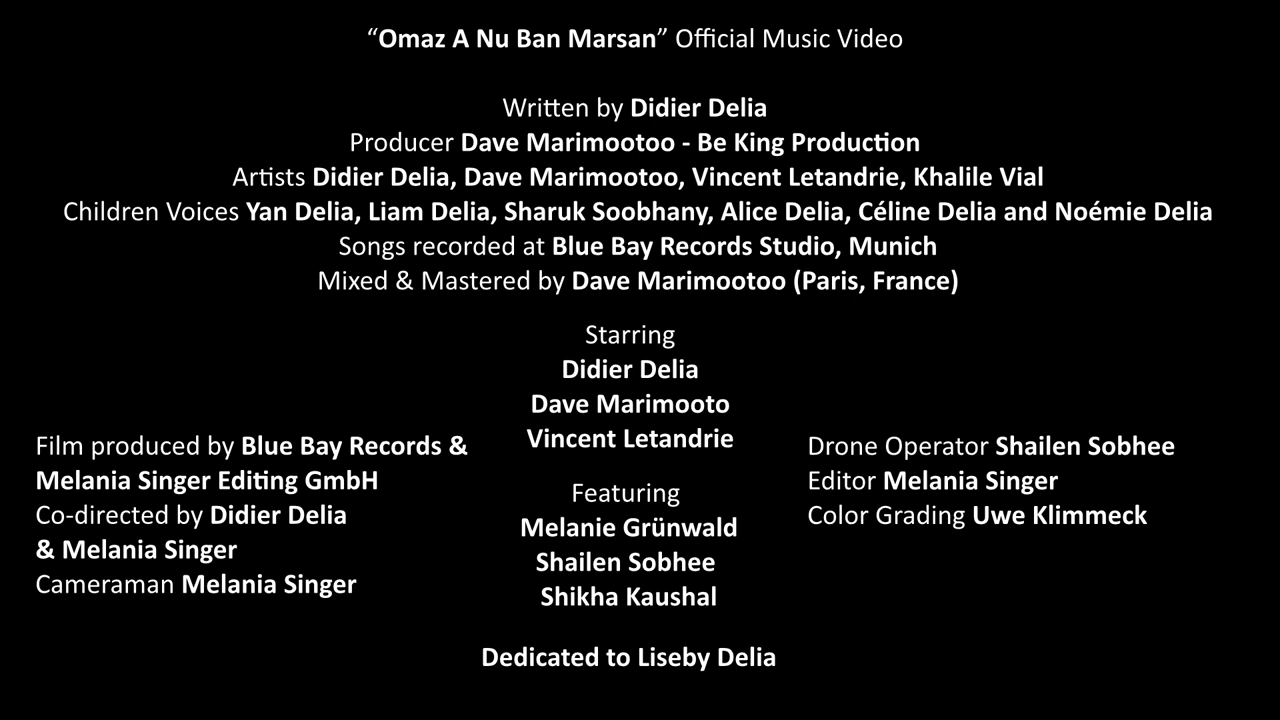 “Omaz A Nu Ban Marsan” Official Music Video
Written by Didier Delia
Producer Dave Marimootoo - Be King Production
Artists Didier Delia, Dave Marimootoo, Vincent Letandrie, Khalile Vial
Children Voices Yan Delia, Liam Delia, Sharuk Soobhany, Alice Delia, Céline Delia and Noémie Delia
Songs recorded at Blue Bay Records Studio, Munich
Mixed & Mastered by Dave Marimootoo (Paris, France)
Starring
Didier Delia
Dave Marimooto
Vincent Letandrie
Film produced by Blue Bay Records &
Melania Singer Editing GmbH
Co-directed by Didier Delia
& Melania Singer
Cameraman Melania Singer
Featuring
Melanie Grünwald
Shailen Sobhee
Shikha Kaushal
Drone Operator Shailen Sobhee
Editor Melania Singer
Color Grading Uwe Klimmeck
Dedicated to Liseby Delia